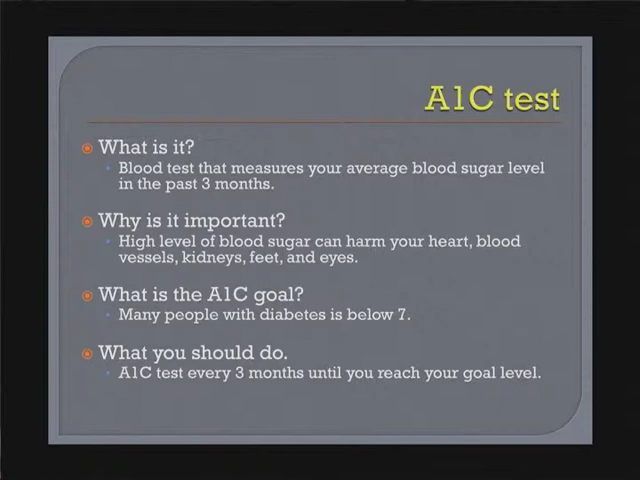 A1C test
What is it?
Blood test that measures your average blood sugar level
in the past 3 months.
Why is it important?
High level of blood sugar can harm your heart, blood
vessels, kidneys, feet, and eyes.
What is the A1C goal?
Many people with diabetes is below 7.
What you should do.
A1C test every 3 months until you reach your goal level.